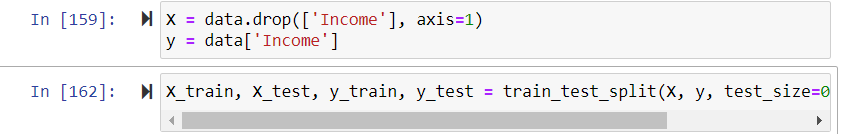 In [159]:
X = data.drop(['Income'], axis=1)
y = data['Income']
In [162]:
X_train, X_test, y_train, y_test = train_test_split(X, y, test_size=0